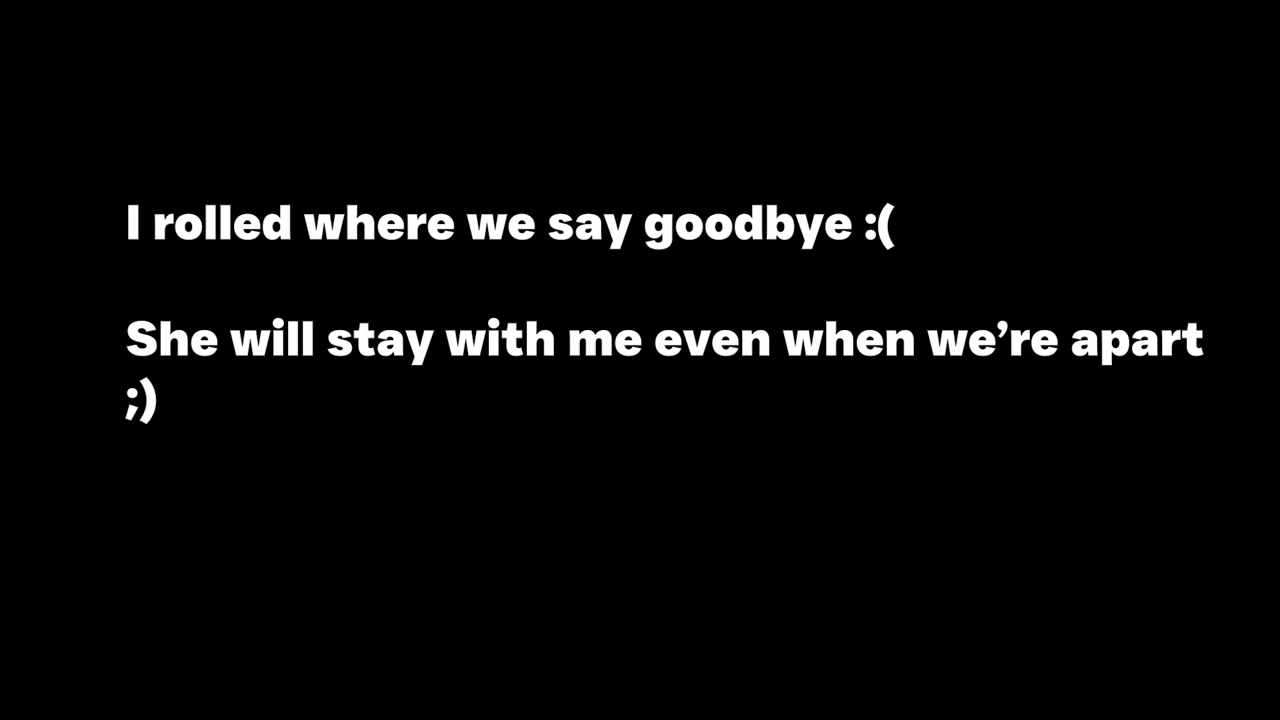 I rolled where we say goodbye :(
She will stay with me even when we’re apart
;)